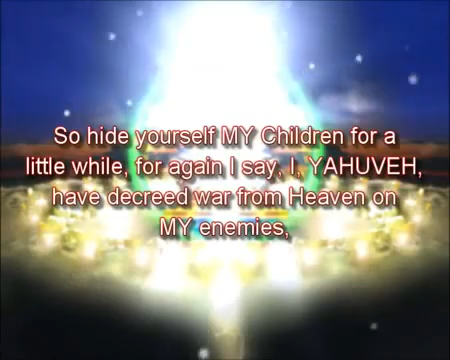 So hide yourself MY Children for a
little while, for again I say, I, YAHUVEH,
have decreed war from Heaven on
MY enemies,